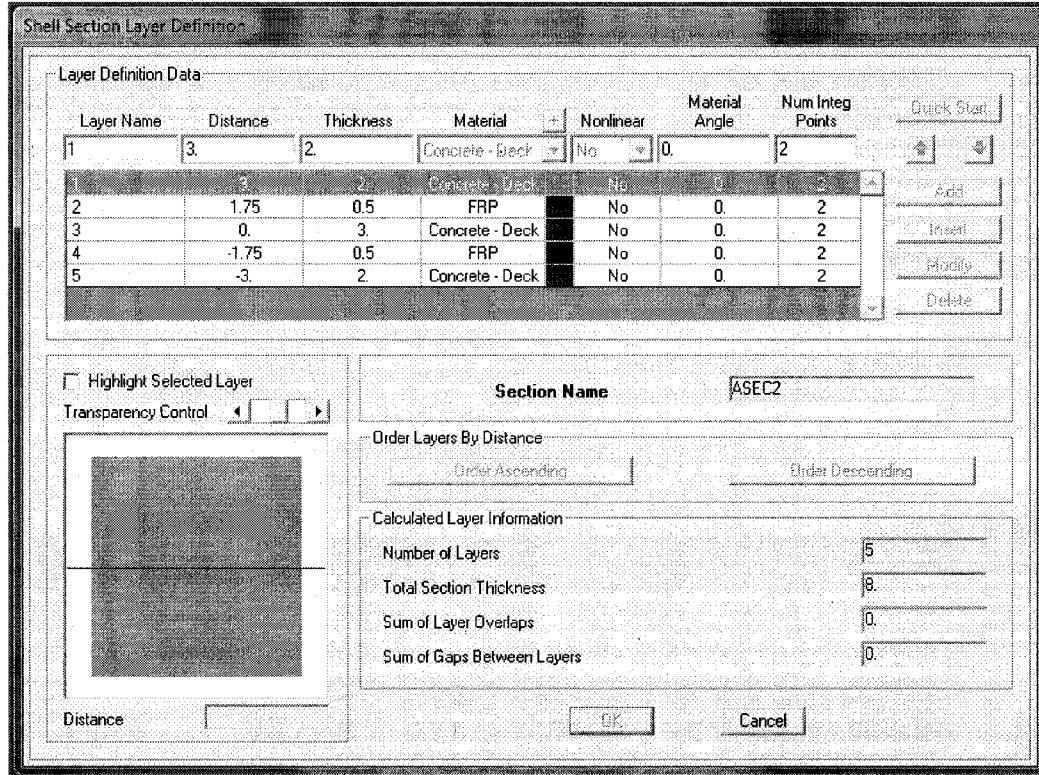 Shell Section Layer Definition
Layer Definition Data
Layer Name Distance Thickness Material + Nonlinear Material Angle Num Integ Points Quick Start
1 3. 2. Concrete - Deck No 0. 2
1 3. 2. Concrete - Deck No 0. 2 Add
2 1.75 0.5 FRP No 0. 2
3 0. 3. Concrete - Deck No 0. 2 Insert
4 -1.75 0.5 FRP No 0. 2 Modify
5 -3. 2. Concrete - Deck No 0. 2
Delete
Highlight Selected Layer
Transparency Control
Section Name ASEC2
Order Layers By Distance
Order Ascending Order Descending
Calculated Layer Information
Number of Layers 5
Total Section Thickness 8.
Sum of Layer Overlaps 0.
Sum of Gaps Between Layers 0.
Distance
OK Cancel